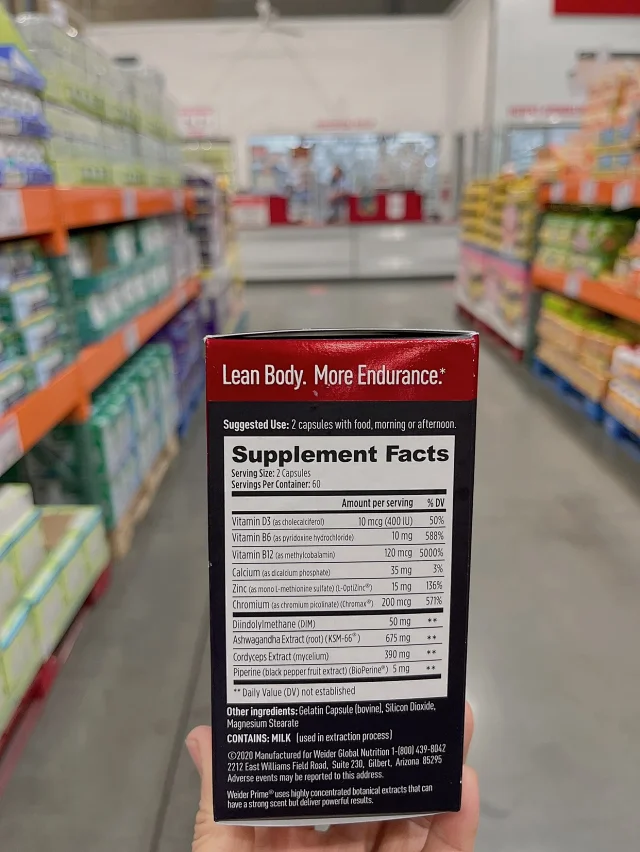 Lean Body. More Endurance.*
Suggested Use: 2 capsules with food, morning or afternoon.
Supplement Facts
Serving Size: 2 Capsules
Servings Per Container: 60
Amount per serving % DV
Vitamin D3 (as cholecalciferol) 10 mcg (400 IU) 50%
Vitamin B6 (as pyridoxine hydrochloride) 10 mg 588%
Vitamin B12 (as methylcobalamin) 120 mcg 5000%
Calcium (as dicalcium phosphate) 35 mg 3%
Zinc (as mono L-methionine sulfate) (L-OptiZinc®) 15 mg 136%
Chromium (as chromium picolinate) (Chromax®) 200 mcg 571%
Diindolylmethane (DIM) 50 mg **
Ashwagandha Extract (root) (KSM-66®) 675 mg **
Cordyceps Extract (mycelium) 390 mg **
Piperine (black pepper fruit extract) (BioPerine®) 5 mg **
** Daily Value (DV) not established
Other ingredients: Gelatin Capsule (bovine), Silicon Dioxide,
Magnesium Stearate
CONTAINS: MILK (used in extraction process)
©2020 Manufactured for Weider Global Nutrition 1-(800) 439-8042
2212 East Williams Field Road, Suite 230, Gilbert, Arizona 85295
Adverse events may be reported to this address.
Weider Prime® uses highly concentrated botanical extracts that can
have a strong scent but deliver powerful results.